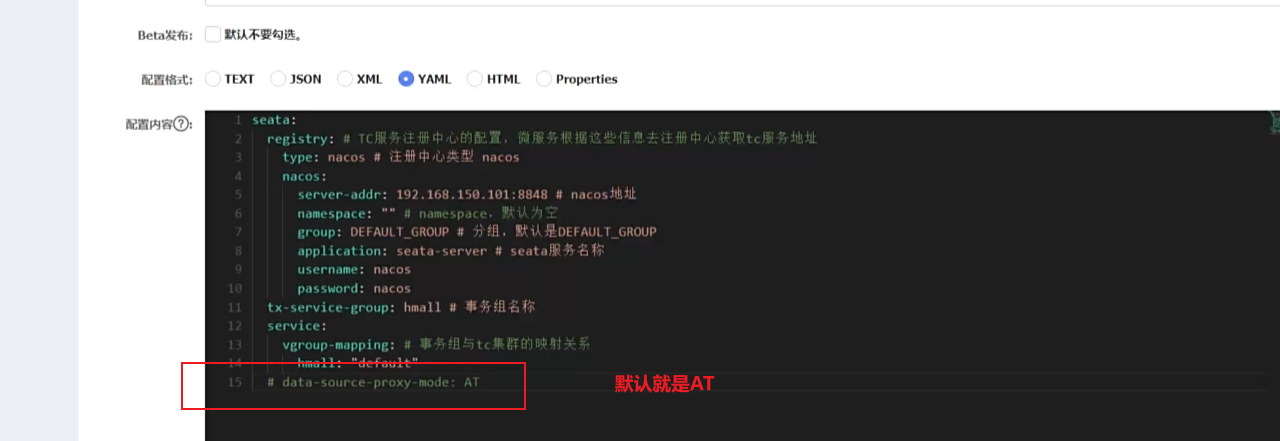 Beta发布: 默认不要勾选。
配置格式: TEXT JSON XML YAML HTML Properties
配置内容?:
1 seata:
2 registry: # TC服务注册中心的配置，微服务根据这些信息去注册中心获取tc服务地址
3 type: nacos # 注册中心类型 nacos
4 nacos:
5 server-addr: 192.168.150.101:8848 # nacos地址
6 namespace: "" # namespace，默认为空
7 group: DEFAULT_GROUP # 分组，默认是DEFAULT_GROUP
8 application: seata-server # seata服务名称
9 username: nacos
10 password: nacos
11 tx-service-group: hmall # 事务组名称
12 service:
13 vgroup-mapping: # 事务组与tc集群的映射关系
14 hmall: "default"
15 # data-source-proxy-mode: AT
默认就是AT